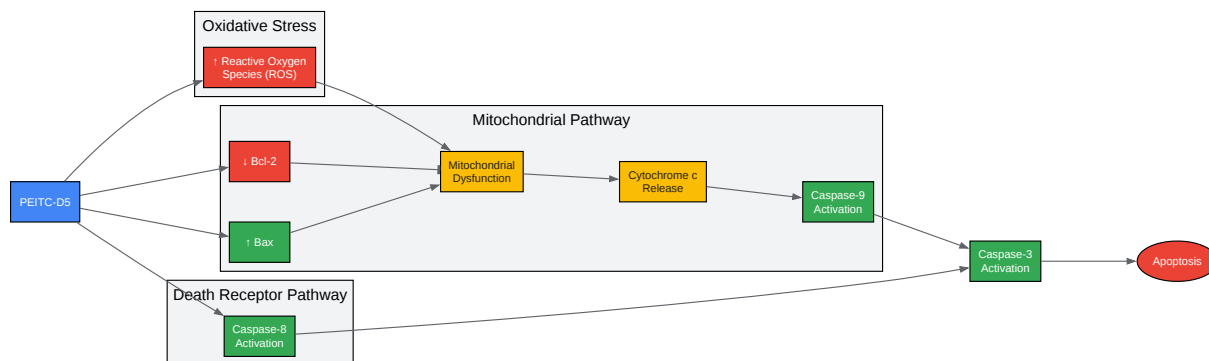 Oxidative Stress
↑ Reactive Oxygen
Species (ROS)
Mitochondrial Pathway
↓ Bcl-2
Mitochondrial
Dysfunction
Cytochrome c
Release
Caspase-9
Activation
PEITC-D5
↑ Bax
Caspase-3
Activation
Apoptosis
Death Receptor Pathway
Caspase-8
Activation